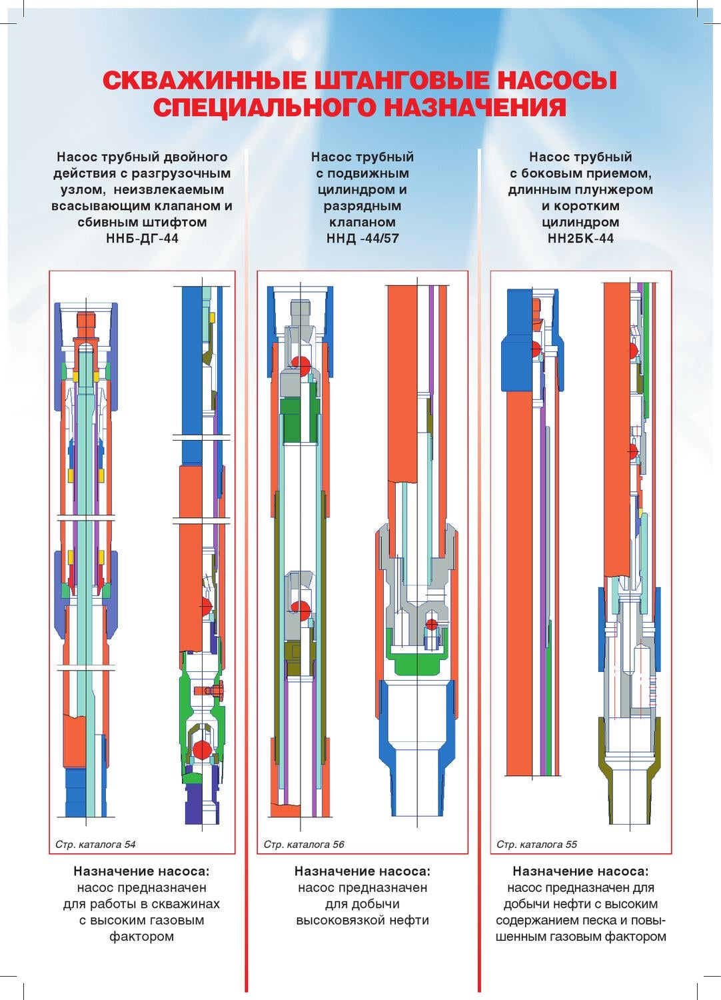 СКВАЖИННЫЕ ШТАНГОВЫЕ НАСОСЫ
СПЕЦИАЛЬНОГО НАЗНАЧЕНИЯ
Насос трубный двойного
действия с разгрузочным
узлом, неизвлекаемым
всасывающим клапаном и
сбивным штифтом
ННБ-ДГ-44
Стр. каталога 54
Назначение насоса:
насос предназначен
для работы в скважинах
с высоким газовым
фактором
Насос трубный
с подвижным
цилиндром и
разрядным
клапаном
ННД -44/57
Стр. каталога 56
Назначение насоса:
насос предназначен
для добычи
высоковязкой нефти
Насос трубный
с боковым приемом,
длинным плунжером
и коротким
цилиндром
НН2БК-44
Стр. каталога 55
Назначение насоса:
насос предназначен для
добычи нефти с высоким
содержанием песка и повы-
шенным газовым фактором